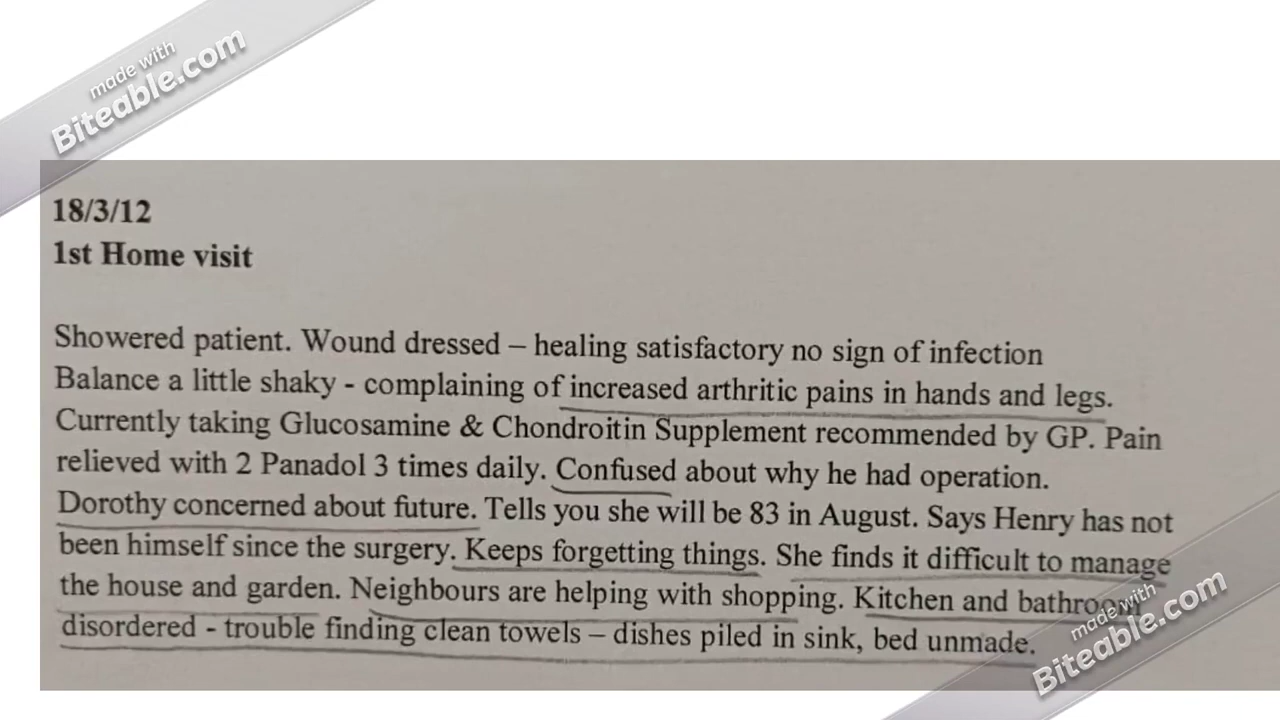 made with
Biteable.com
18/3/12
1st Home visit
Showered patient. Wound dressed – healing satisfactory no sign of infection
Balance a little shaky - complaining of increased arthritic pains in hands and legs.
Currently taking Glucosamine & Chondroitin Supplement recommended by GP. Pain
relieved with 2 Panadol 3 times daily. Confused about why he had operation.
Dorothy concerned about future. Tells you she will be 83 in August. Says Henry has not
been himself since the surgery. Keeps forgetting things. She finds it difficult to manage
the house and garden. Neighbours are helping with shopping. Kitchen and bathroom
disordered - trouble finding clean towels – dishes piled in sink, bed unmade.
made with
Biteable.com